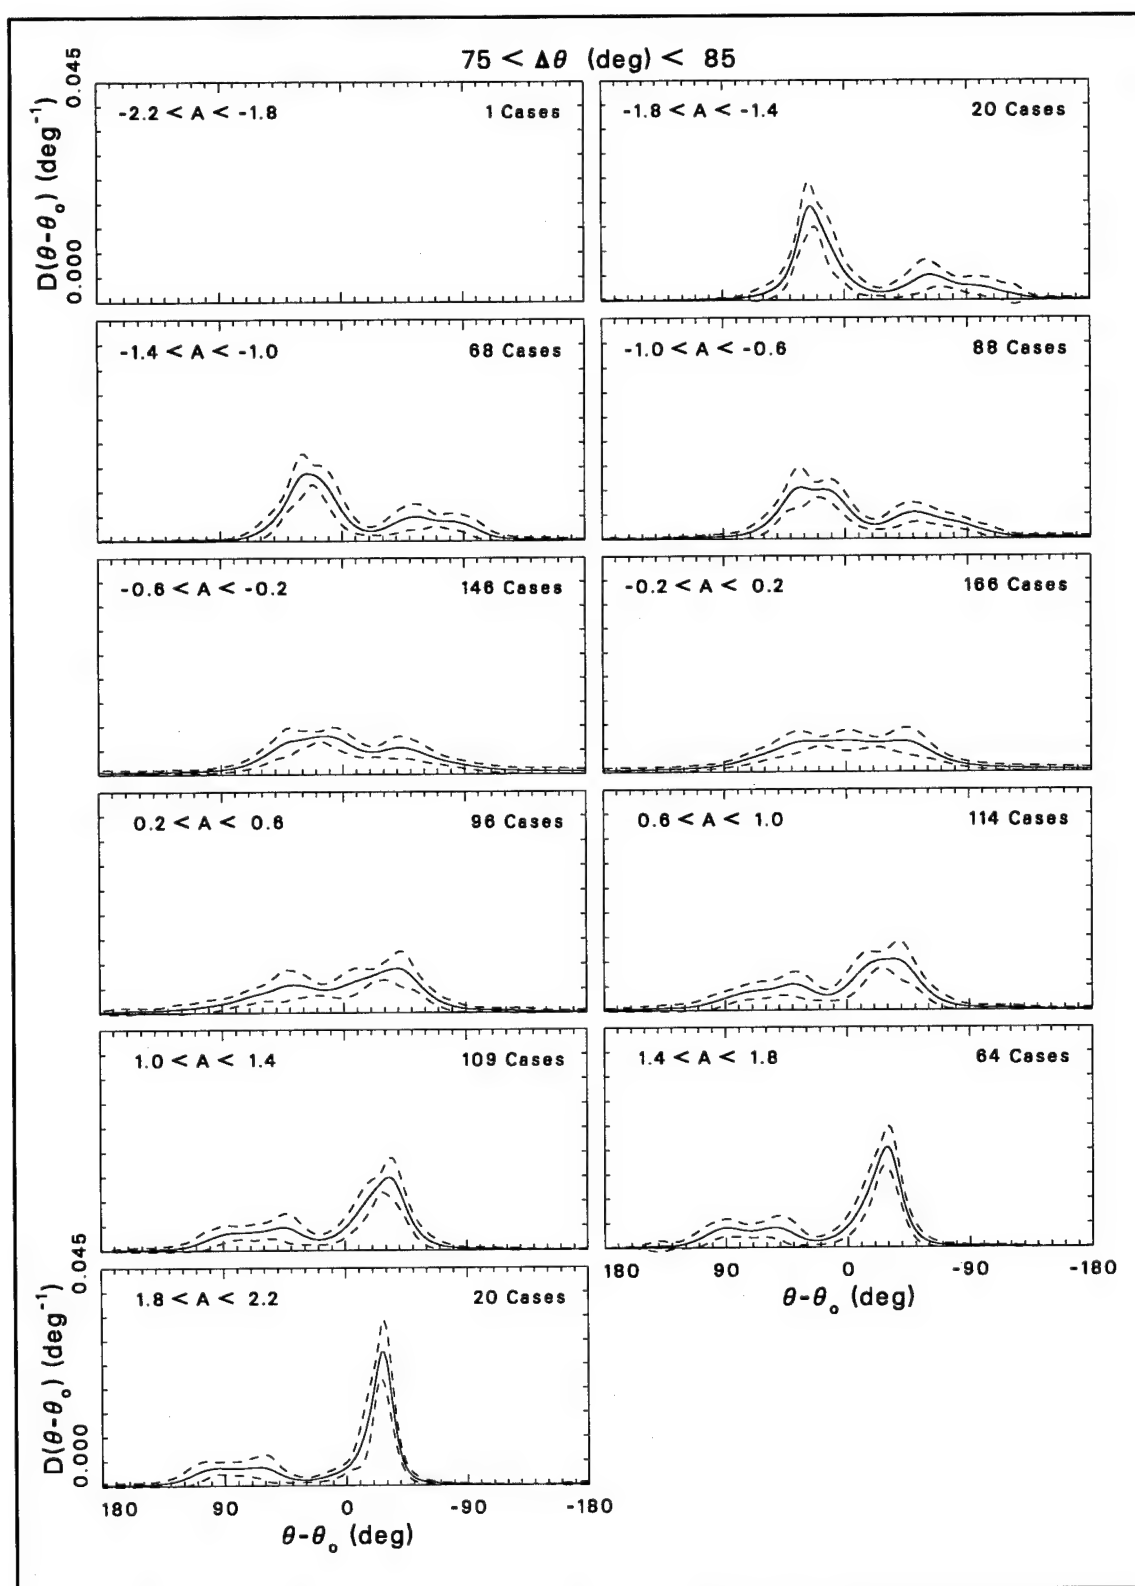 75 < Δθ (deg) < 85
D(θ-θₒ) (deg⁻¹)
0.000 0.045
-2.2 < A < -1.8 1 Cases
-1.8 < A < -1.4 20 Cases
-1.4 < A < -1.0 68 Cases
-1.0 < A < -0.6 88 Cases
-0.6 < A < -0.2 146 Cases
-0.2 < A < 0.2 166 Cases
0.2 < A < 0.6 96 Cases
0.6 < A < 1.0 114 Cases
1.0 < A < 1.4 109 Cases
1.4 < A < 1.8 64 Cases
180 90 0 -90 -180
θ-θₒ (deg)
D(θ-θₒ) (deg⁻¹)
0.000 0.045
1.8 < A < 2.2 20 Cases
180 90 0 -90 -180
θ-θₒ (deg)